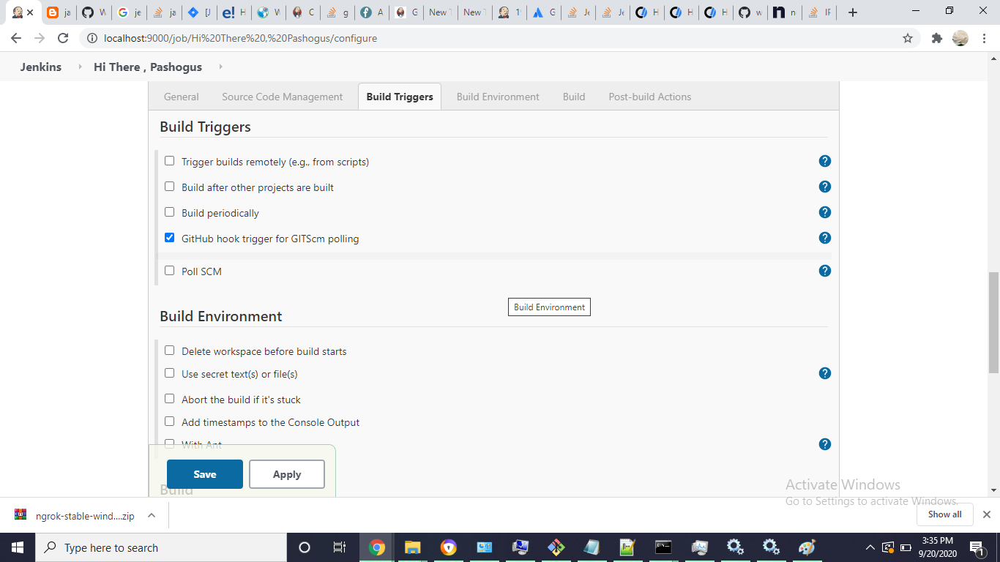 ja
W
je
ja
[J
H
W
C
g
A
G
New T
New T
1
G
Je
Je
H
H
H
w
n
IF
localhost:9000/job/Hi%20There%20,%20Pashogus/configure
Jenkins
Hi There , Pashogus
General
Source Code Management
Build Triggers
Build Environment
Build
Post-build Actions
Build Triggers
Trigger builds remotely (e.g., from scripts)
Build after other projects are built
Build periodically
GitHub hook trigger for GITScm polling
Poll SCM
Build Environment
Build Environment
Delete workspace before build starts
Use secret text(s) or file(s)
Abort the build if it's stuck
Add timestamps to the Console Output
With Ant
Save
Apply
Build
Activate Windows
Go to Settings to activate Windows.
ngrok-stable-wind....zip
Show all
Type here to search
3:35 PM
9/20/2020
1